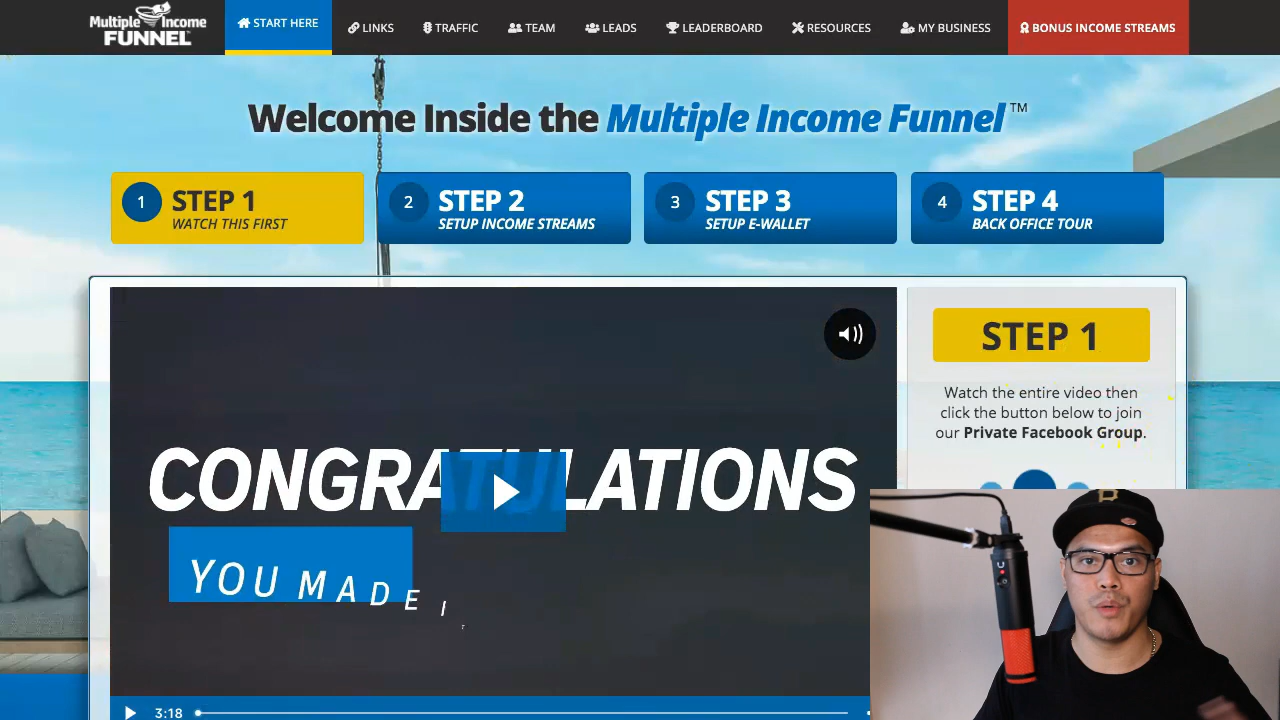 Multiple Income
FUNNEL
START HERE
LINKS
TRAFFIC
TEAM
LEADS
LEADERBOARD
RESOURCES
MY BUSINESS
BONUS INCOME STREAMS
Welcome Inside the Multiple Income Funnel™
1
STEP 1
WATCH THIS FIRST
2
STEP 2
SETUP INCOME STREAMS
3
STEP 3
SETUP E-WALLET
4
STEP 4
BACK OFFICE TOUR
CONGRATULATIONS
YOU MADE IT
3:18
STEP 1
Watch the entire video then
click the button below to join
our Private Facebook Group.
B